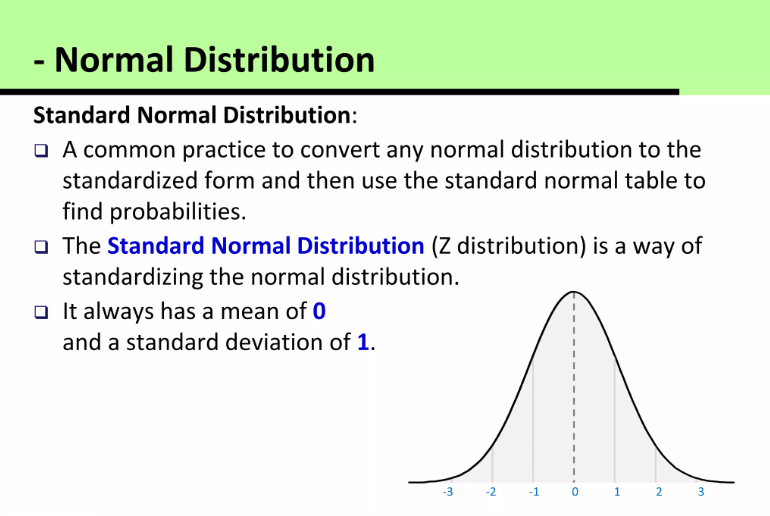 - Normal Distribution
Standard Normal Distribution:
❑ A common practice to convert any normal distribution to the
standardized form and then use the standard normal table to
find probabilities.
❑ The Standard Normal Distribution (Z distribution) is a way of
standardizing the normal distribution.
❑ It always has a mean of 0
and a standard deviation of 1.
-3 -2 -1 0 1 2 3